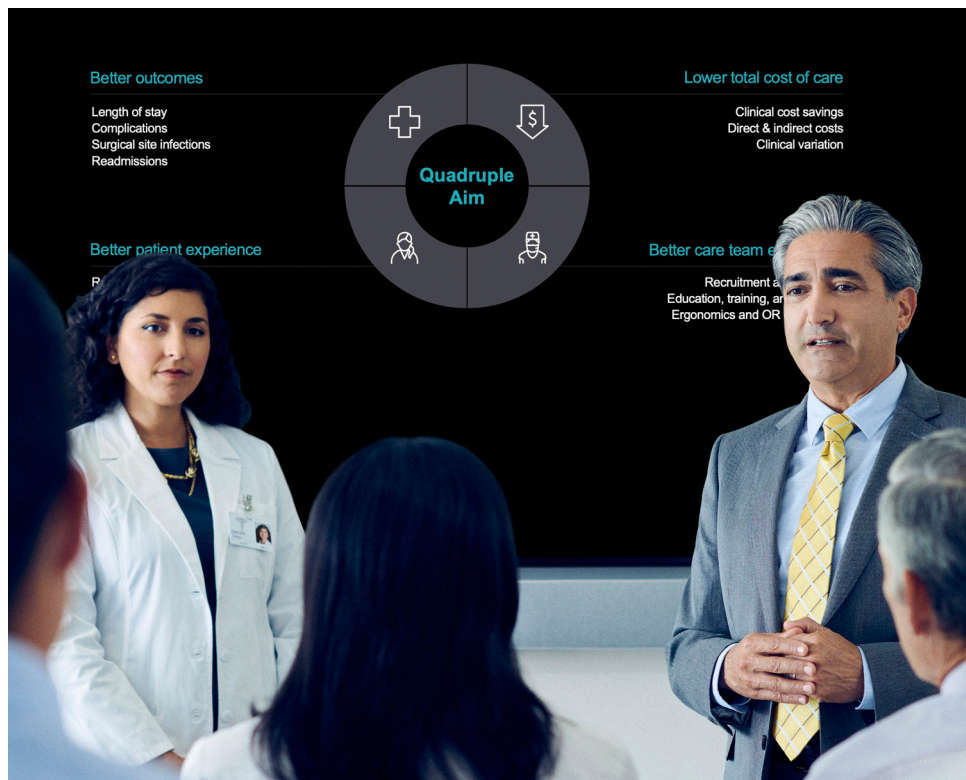 Better outcomes
Length of stay
Complications
Surgical site infections
Readmissions
Lower total cost of care
Clinical cost savings
Direct & indirect costs
Clinical variation
$
Quadruple
Aim
Better patient experience
Better care team
Recruitment
Education, training,
Ergonomics and OR